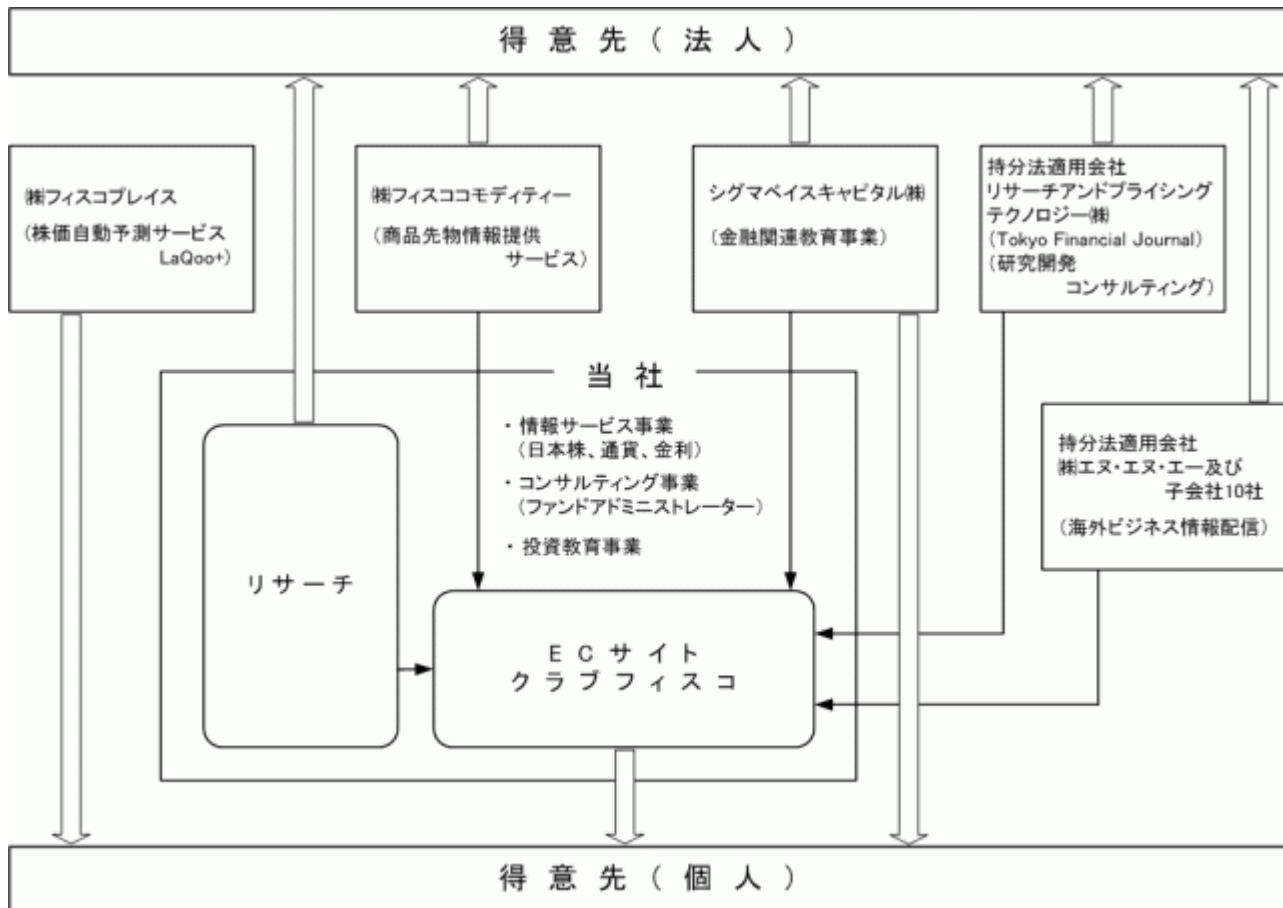 得意先(法人)
㈱フィスコプレイス
(株価自動予測サービス
LaQoo+)
㈱フィスココモディティー
(商品先物情報提供
サービス)
シグマベイスキャピタル㈱
(金融関連教育事業)
持分法適用会社
リサーチアンドプライシング
テクノロジー㈱
(Tokyo Financial Journal)
(研究開発
コンサルティング)
当社
・情報サービス事業
(日本株、通貨、金利)
・コンサルティング事業
(ファンドアドミニストレーター)
・投資教育事業
持分法適用会社
㈱エヌ・エヌ・エー及び
子会社10社
(海外ビジネス情報配信)
リサーチ
ECサイト
クラブフィスコ
得意先(個人)